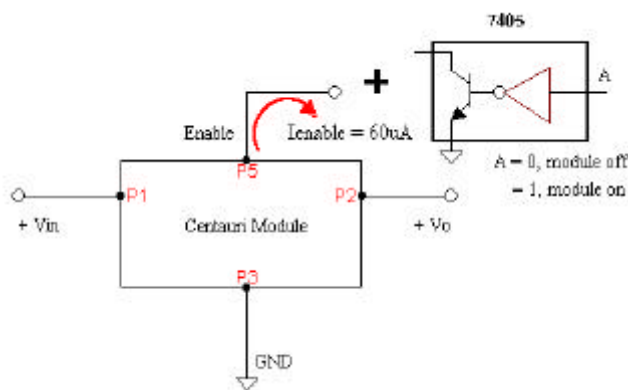 7405
+
A
Enable
Ienable = 60uA
A = 0, module off
= 1, module on
P5
P1
P2
+ Vin
Centauri Module
+ Vo
P3
GND